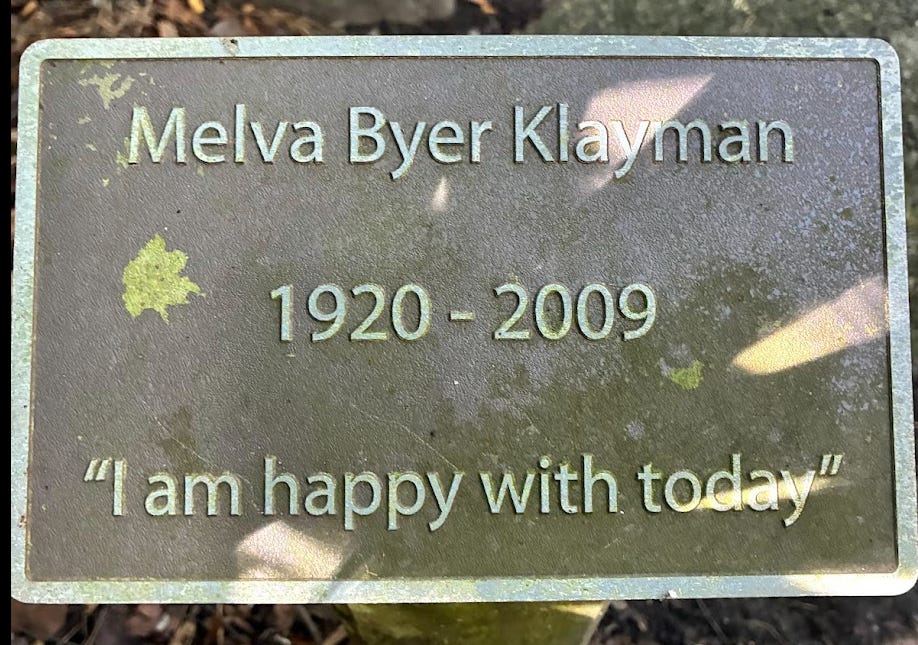 Melva Byer Klayman
1920 - 2009
“I am happy with today”